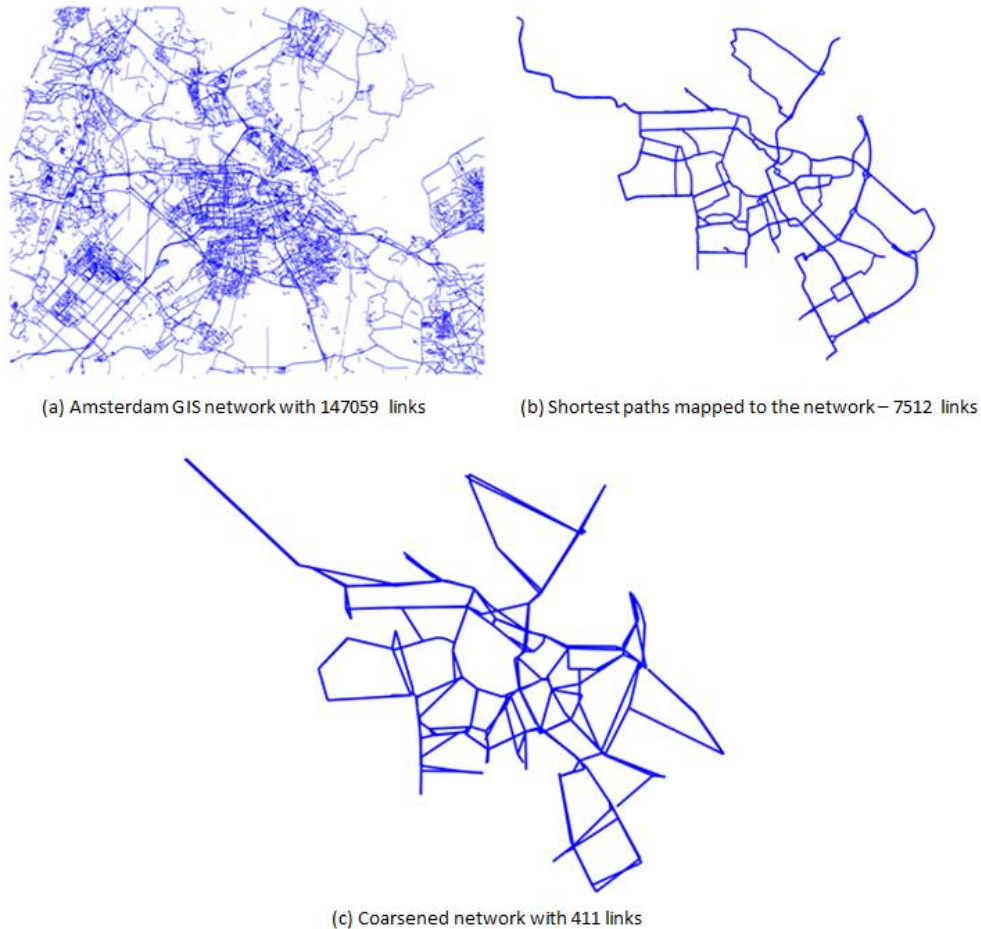 (a) Amsterdam GIS network with 147059 links
(b) Shortest paths mapped to the network – 7512 links
(c) Coarsened network with 411 links